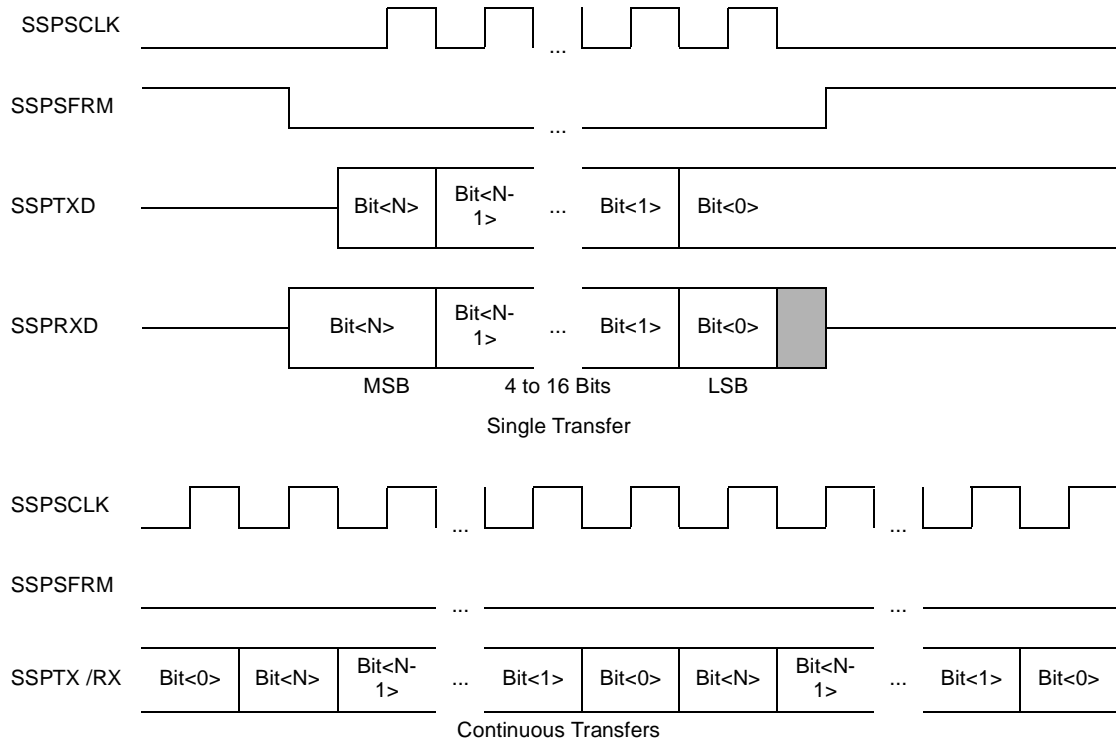 SSPSCLK
...
SSPSFRM
...
SSPTXD
Bit<N>
Bit<N-
1>
...
Bit<1>
Bit<0>
SSPRXD
Bit<N>
Bit<N-
1>
...
Bit<1>
Bit<0>
MSB
4 to 16 Bits
LSB
Single Transfer
SSPSCLK
...
...
SSPSFRM
...
...
SSPTX /RX
Bit<0>
Bit<N>
Bit<N-
1>
...
Bit<1>
Bit<0>
Bit<N>
Bit<N-
1>
...
Bit<1>
Bit<0>
Continuous Transfers